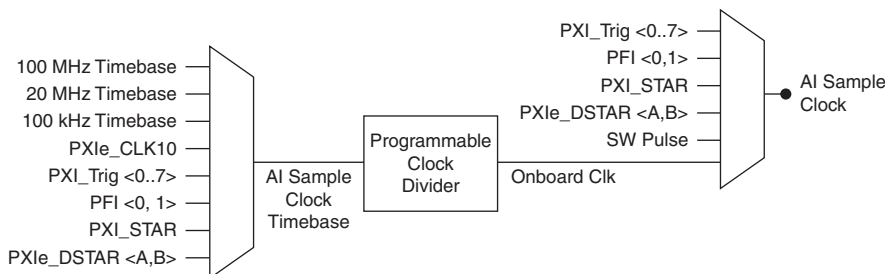 100 MHz Timebase
20 MHz Timebase
100 kHz Timebase
PXIe_CLK10
PXI_Trig <0..7>
PFI <0, 1>
PXI_STAR
PXIe_DSTAR <A,B>
AI Sample
Clock
Timebase
Programmable
Clock
Divider
Onboard Clk
PXI_Trig <0..7>
PFI <0,1>
PXI_STAR
PXIe_DSTAR <A,B>
SW Pulse
AI Sample
Clock